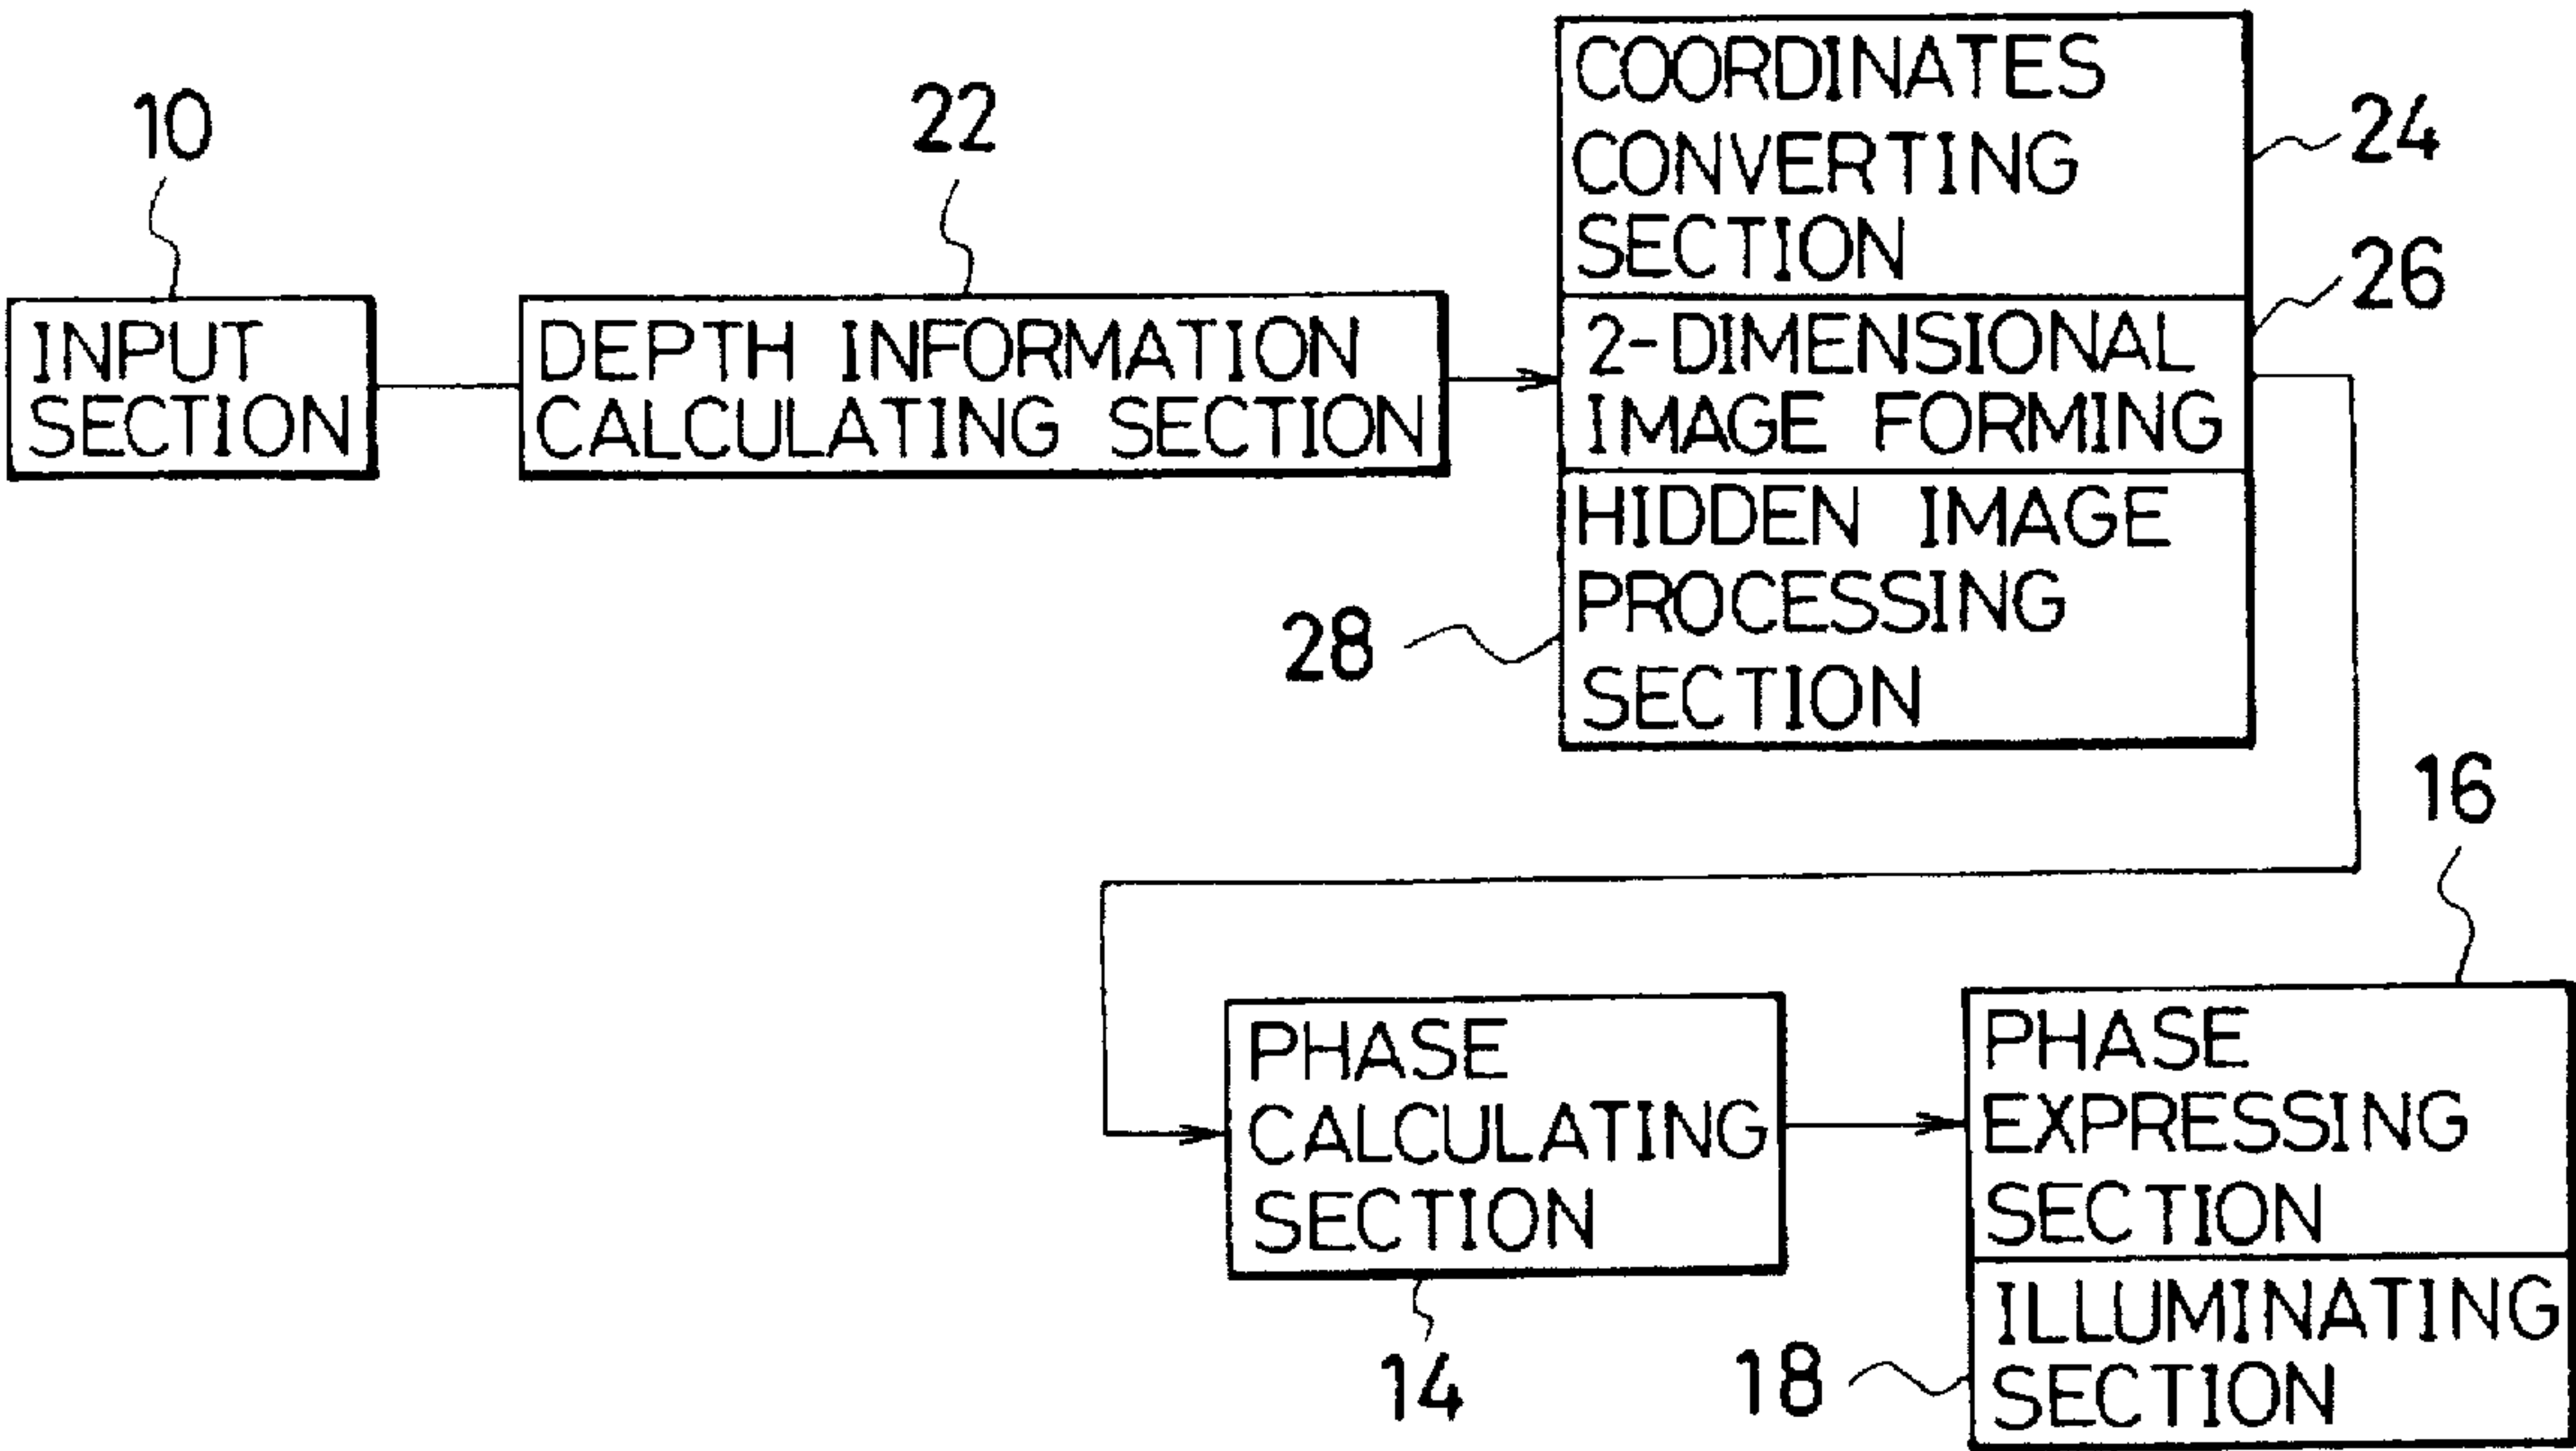 10
22
24
26
28
INPUT
SECTION
DEPTH INFORMATION
CALCULATING SECTION
COORDINATES
CONVERTING
SECTION
2-DIMENSIONAL
IMAGE FORMING
HIDDEN IMAGE
PROCESSING
SECTION
16
PHASE
CALCULATING
SECTION
14
PHASE
EXPRESSING
SECTION
ILLUMINATING
SECTION
18